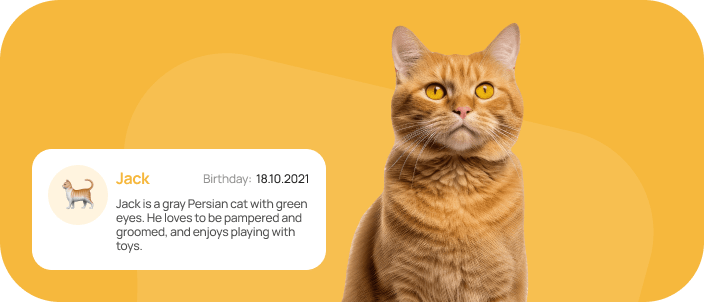 Jack
Birthday: 18.10.2021
Jack is a gray Persian cat with green
eyes. He loves to be pampered and
groomed, and enjoys playing with
toys.